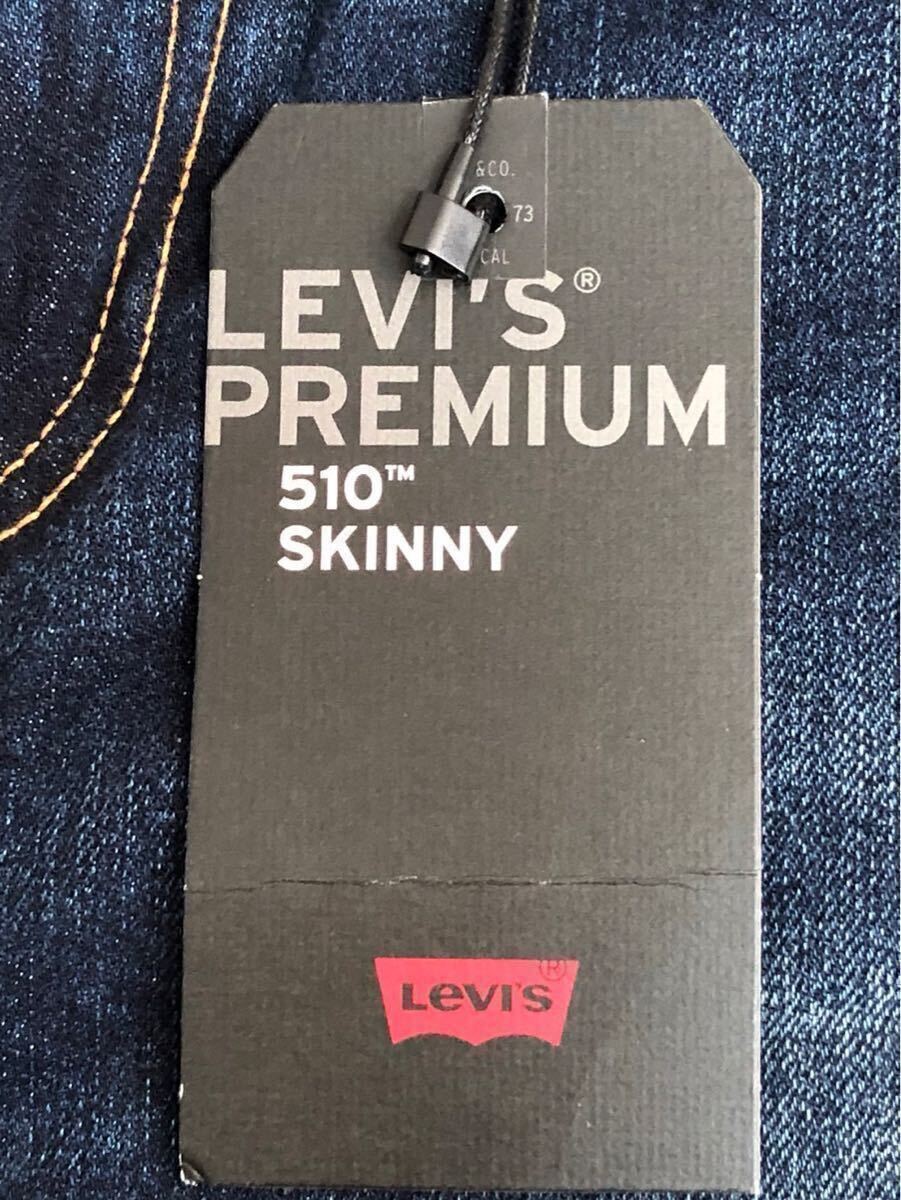 &CO.
73
CAL
LEVI'S®
PREMIUM
510™
SKINNY
LEVI'S®